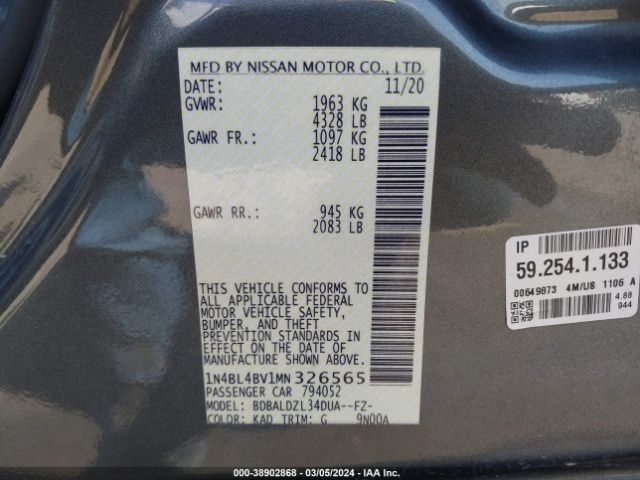 MFD BY NISSAN MOTOR CO., LTD.
DATE: 11/20
GVWR: 1963 KG
4328 LB
GAWR FR.: 1097 KG
2418 LB
GAWR RR.: 945 KG
2083 LB
THIS VEHICLE CONFORMS TO
ALL APPLICABLE FEDERAL
MOTOR VEHICLE SAFETY,
BUMPER, AND THEFT
PREVENTION STANDARDS IN
EFFECT ON THE DATE OF
MANUFACTURE SHOWN ABOVE.
1N4BL4BV1MN326565
PASSENGER CAR 794052
MODEL: BDBALDZL34DUA--FZ-
COLOR: KAD TRIM: G 9N00A
IP
59.254.1.133
00649873 4M/US 1106 A
4.88
944
000-38902868 - 03/05/2024 - IAA Inc.